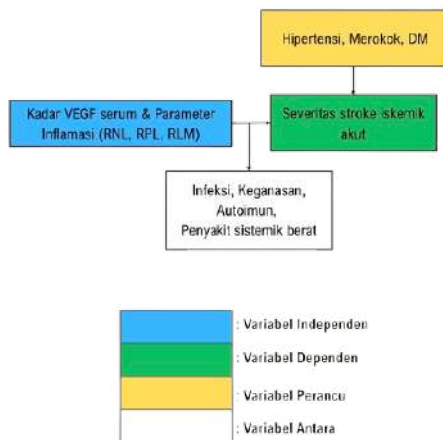 Hipertensi, Merokok, DM
Kadar VEGF serum & Parameter
Inflamasi (RNL, RPL, RLM)
Severitas stroke iskemik
akut
Infeksi, Keganasan,
Autoimun,
Penyakit sistemik berat
: Variabel Independen
: Variabel Dependen
: Variabel Perancu
: Variabel Antara